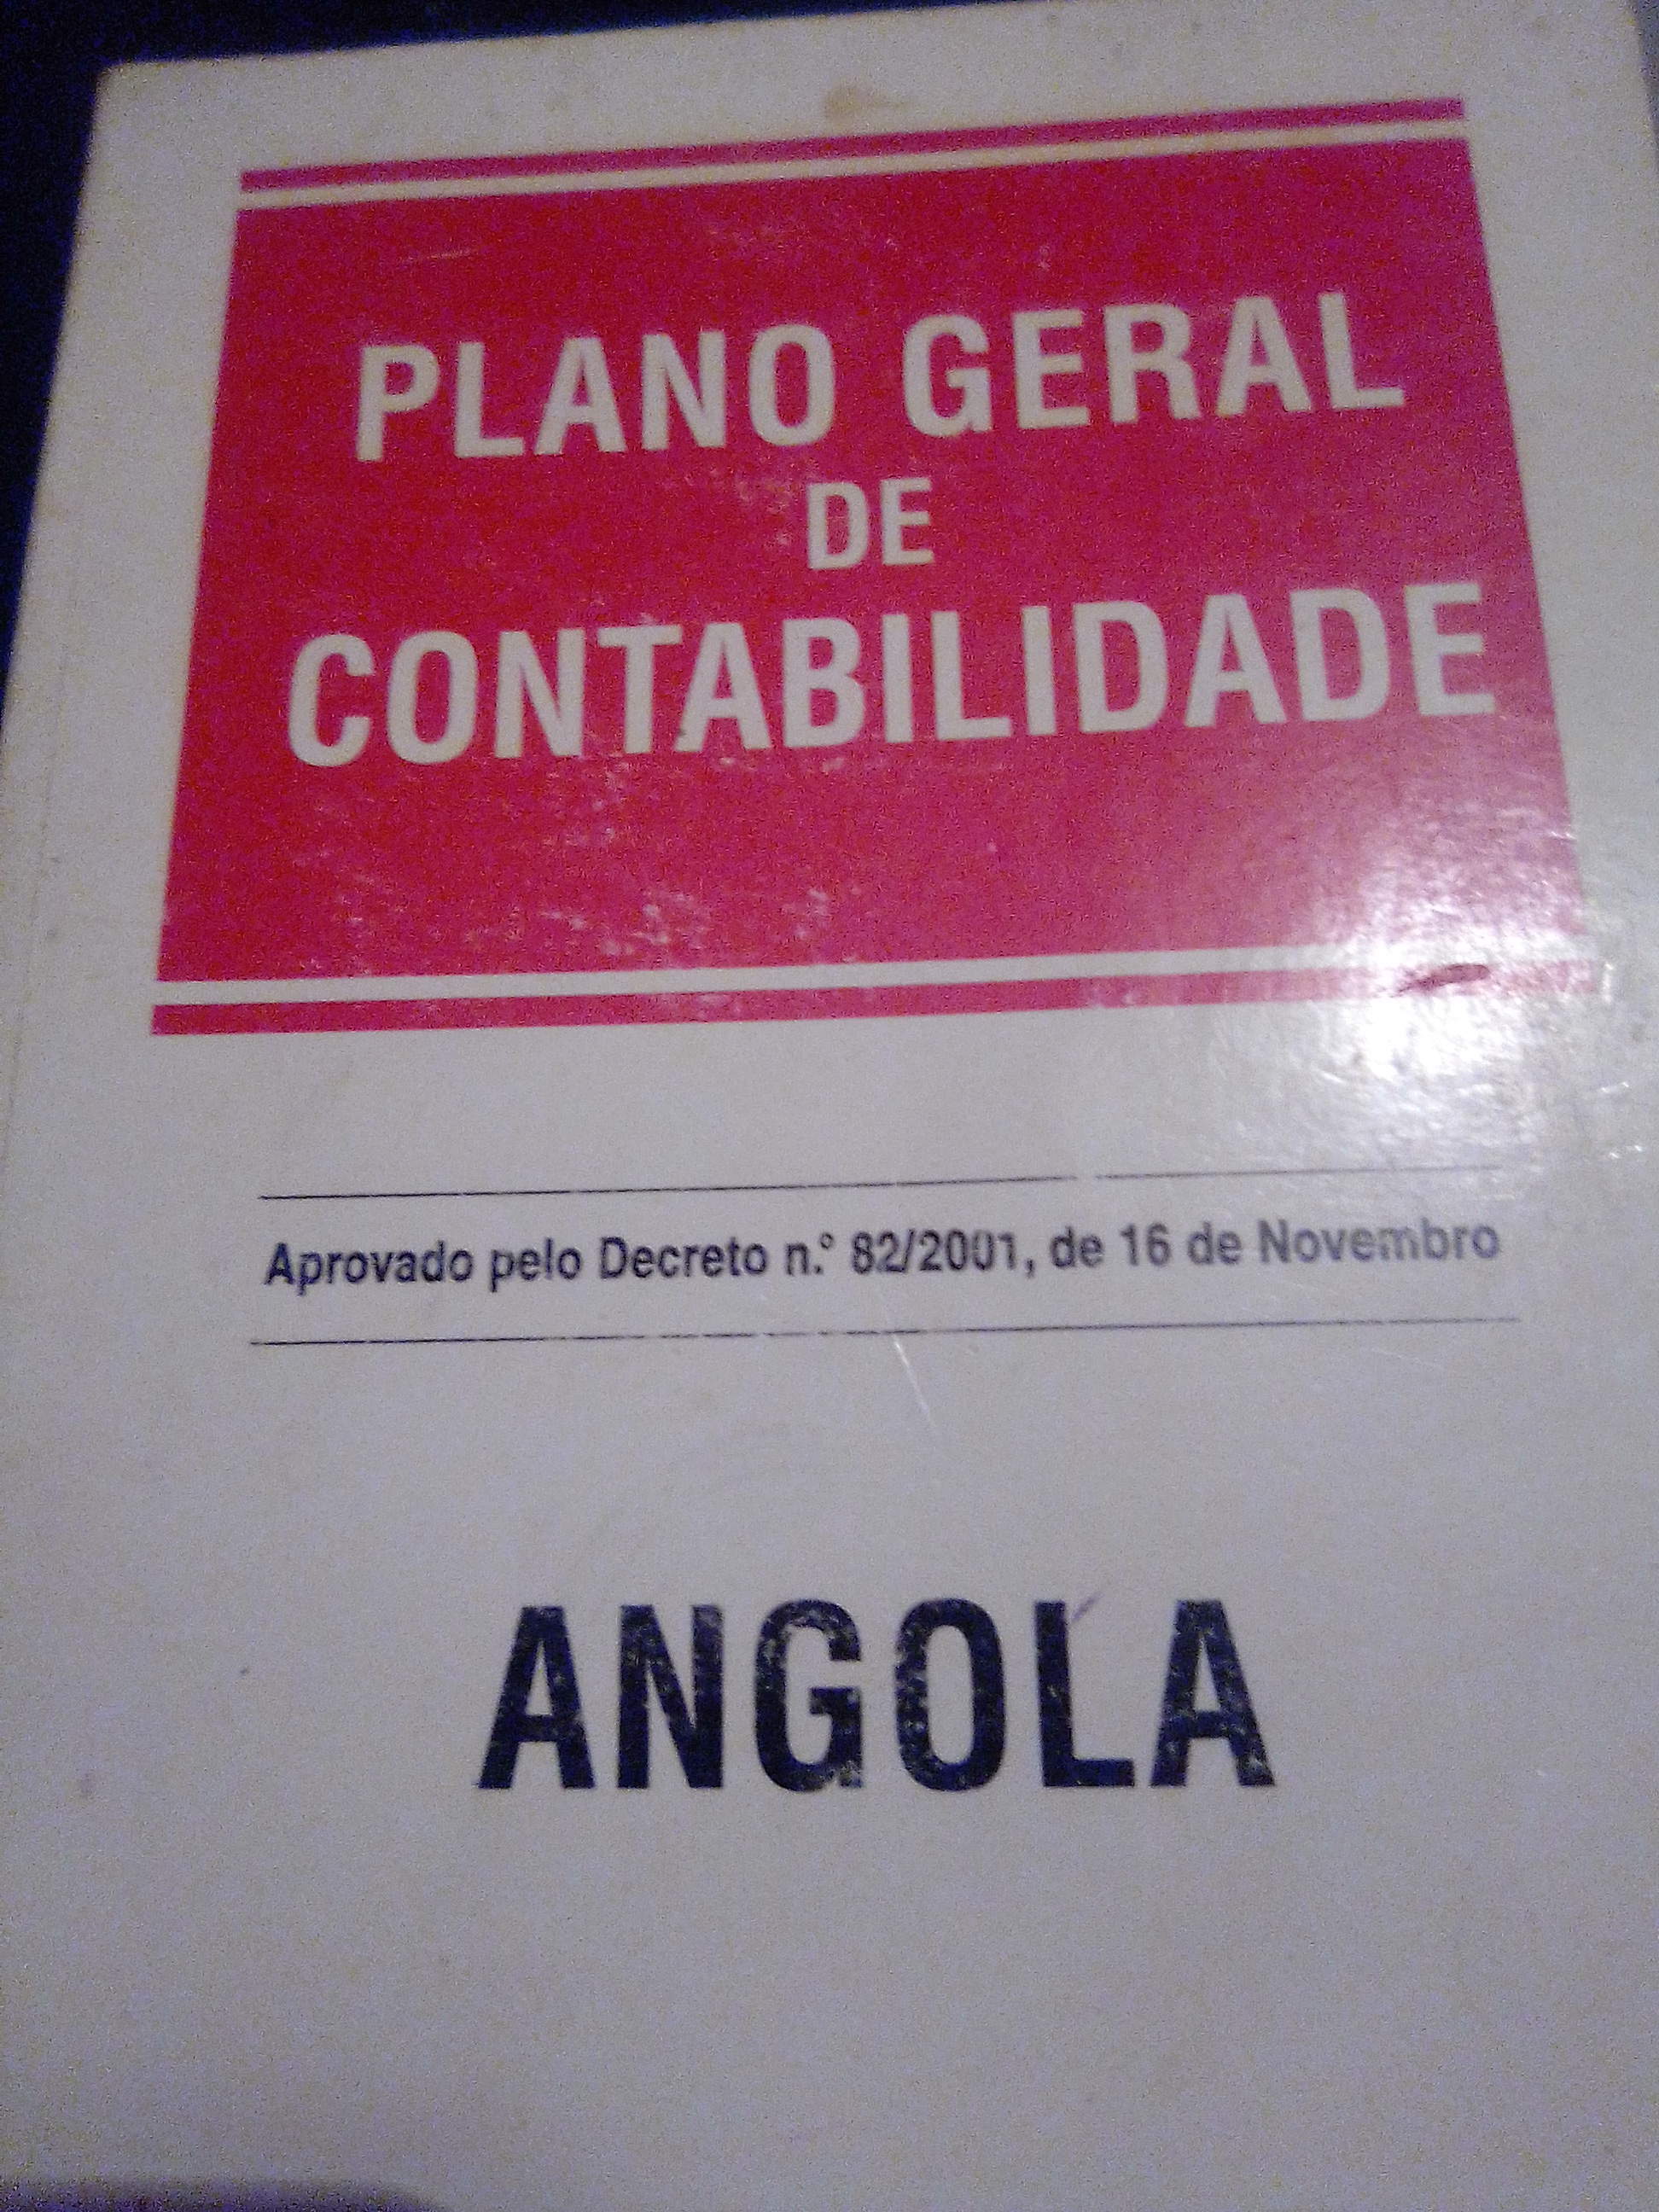 PLANO GERAL
DE
CONTABILIDADE
Aprovado pelo Decreto n.º 82/2001, de 16 de Novembro
ANGOLA